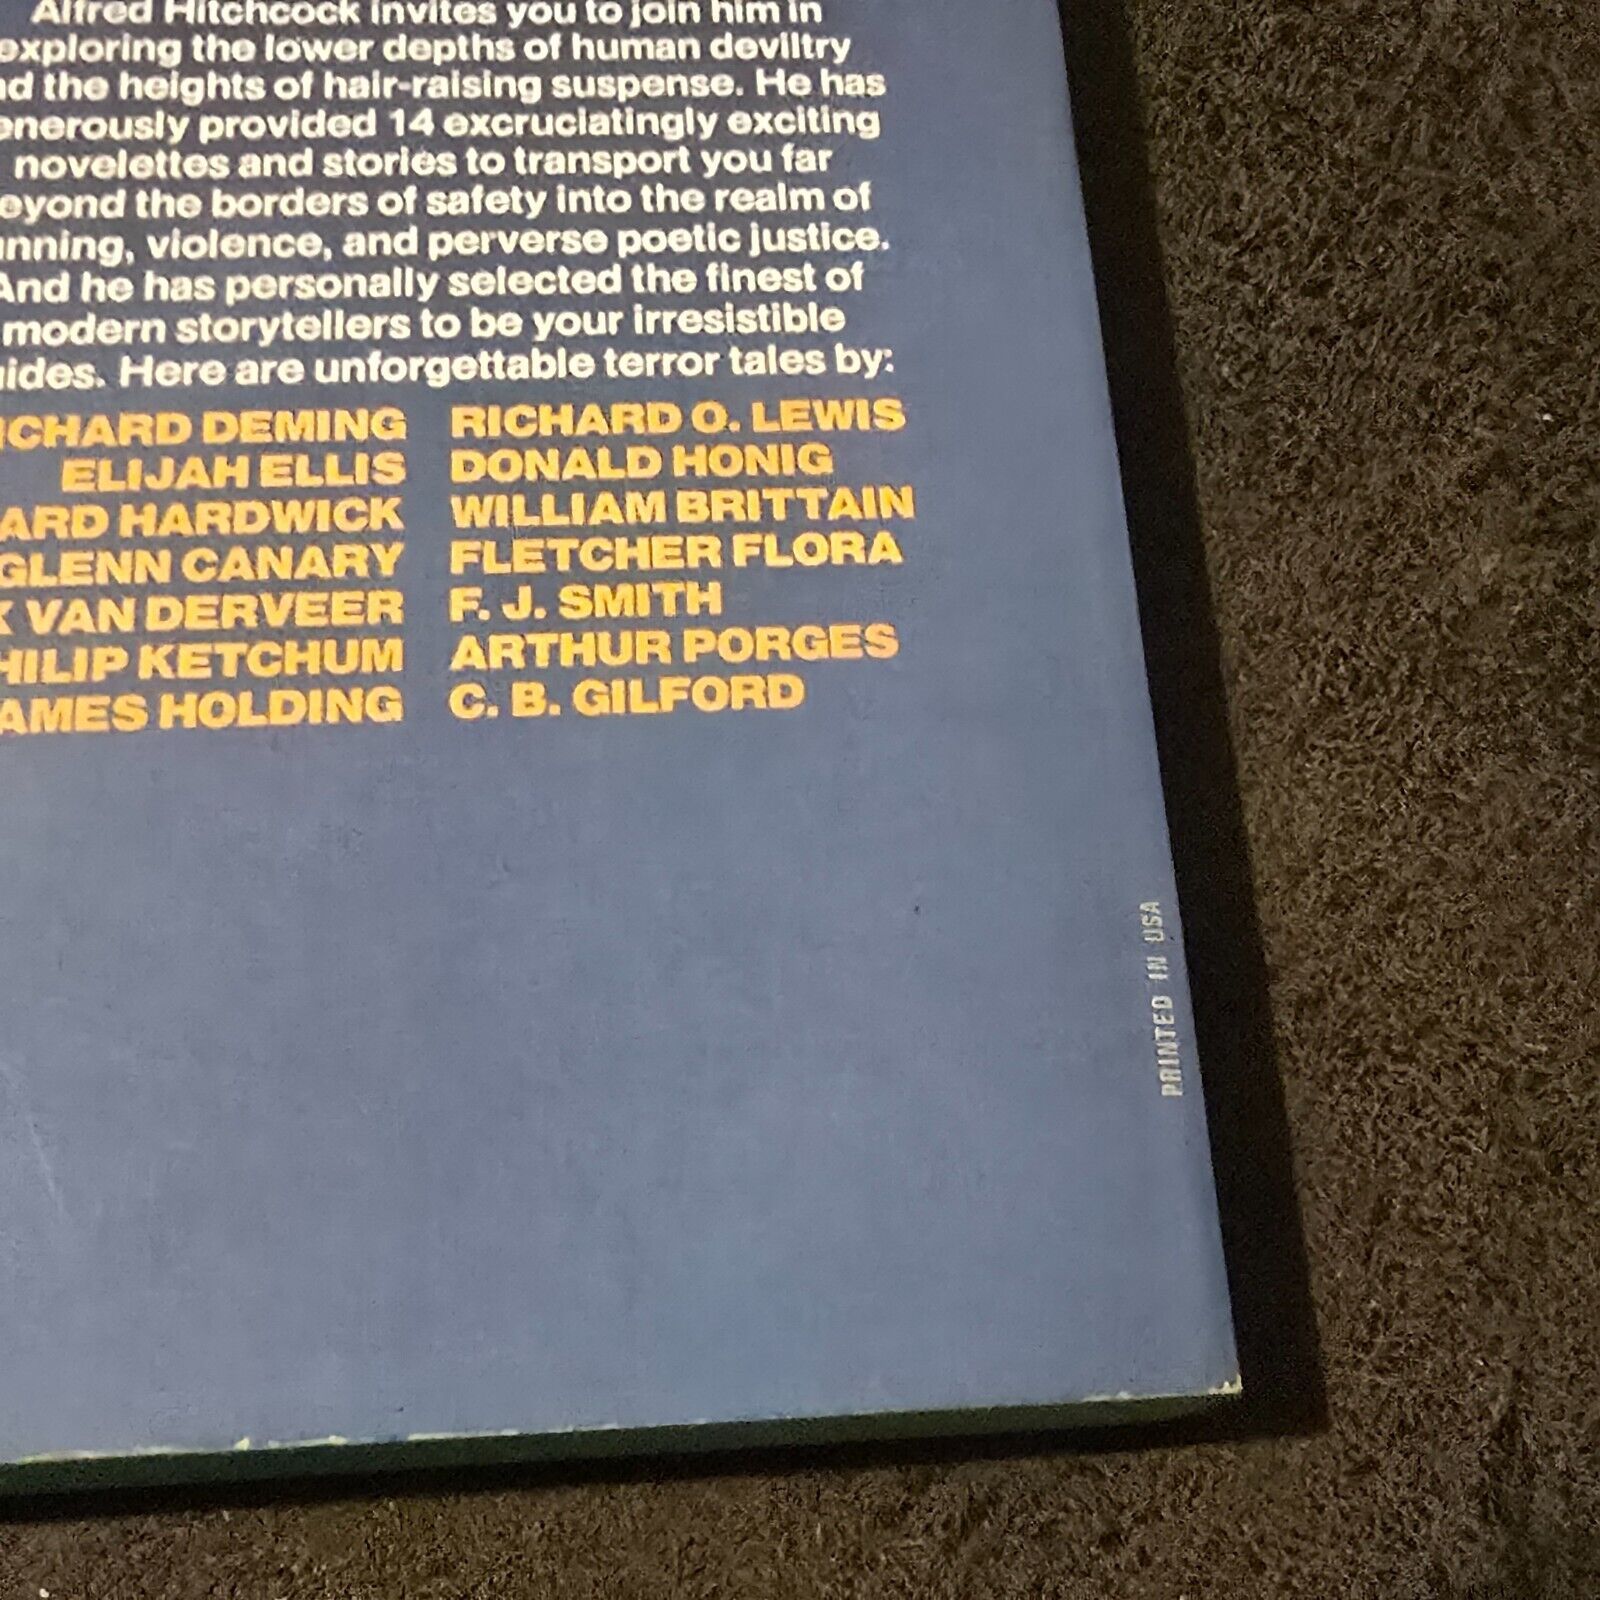 Alfred Hitchcock invites you to join him in
exploring the lower depths of human deviltry
nd the heights of hair-raising suspense. He has
enerously provided 14 excruciatingly exciting
novelettes and stories to transport you far
eyond the borders of safety into the realm of
nning, violence, and perverse poetic justice.
And he has personally selected the finest of
modern storytellers to be your irresistible
ides. Here are unforgettable terror tales by:
ICHARD DEMING RICHARD O. LEWIS
ELIJAH ELLIS DONALD HONIG
ARD HARDWICK WILLIAM BRITTAIN
GLENN CANARY FLETCHER FLORA
K VAN DERVEER F. J. SMITH
HILIP KETCHUM ARTHUR PORGES
AMES HOLDING C. B. GILFORD
PRINTED IN USA